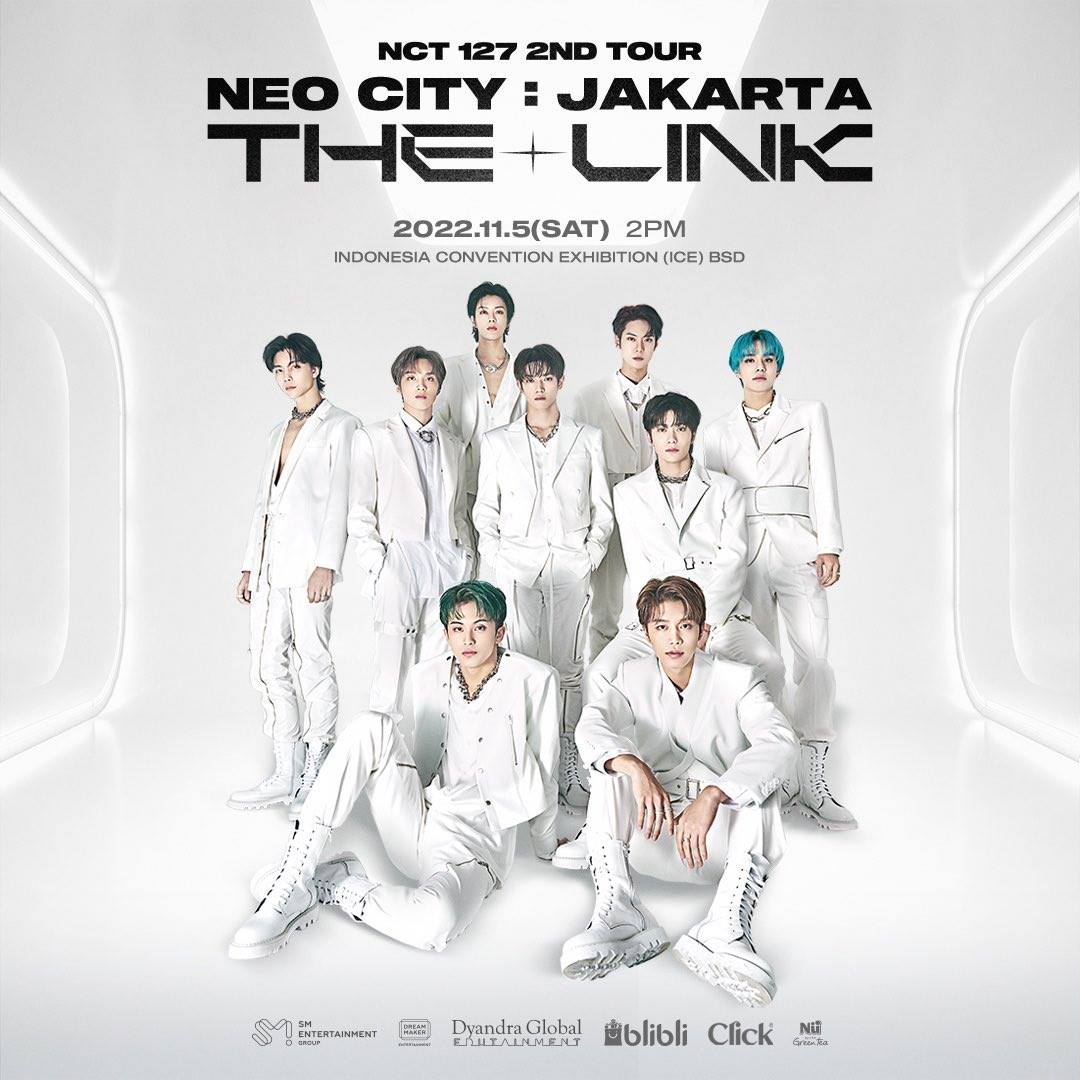 NCT 127 2ND TOUR
NEO CITY : JAKARTA
THE LINK
2022.11.5(SAT) 2PM
INDONESIA CONVENTION EXHIBITION (ICE) BSD
SM
ENTERTAINMENT
GROUP
DREAM
MAKER
ENTERTAINMENT
Dyandra Global
EDUTAINMENT
blibli
Click
Nü
Green tea